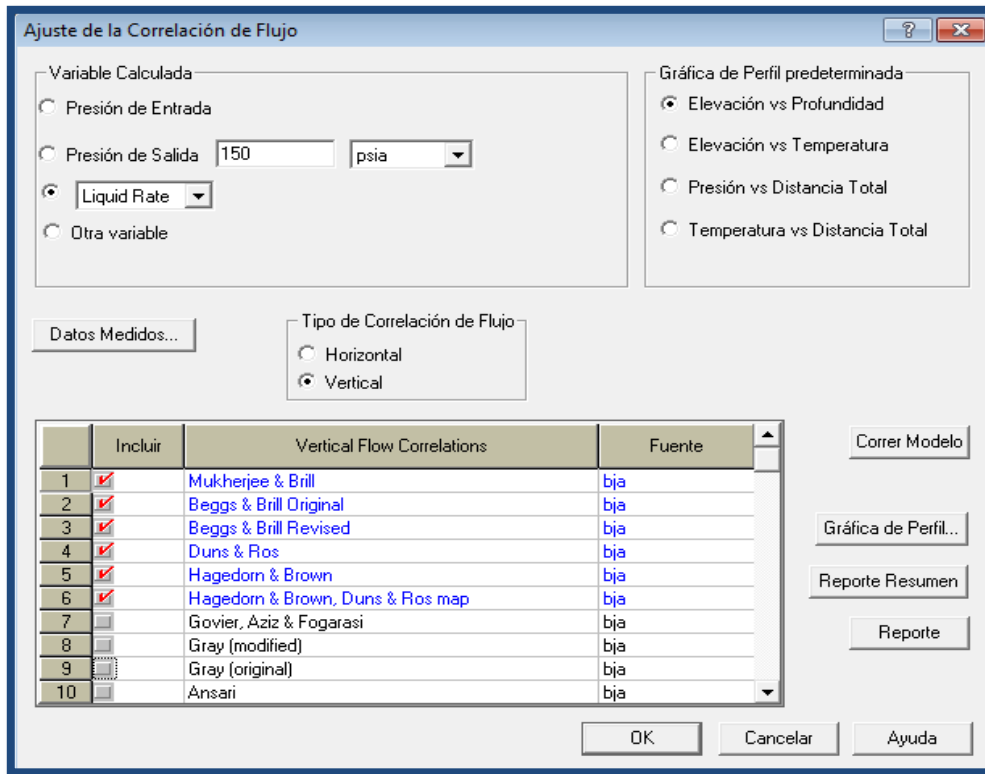 Ajuste de la Correlación de Flujo
Variable Calculada
Presión de Entrada
Presión de Salida 150 psia
Liquid Rate
Otra variable
Gráfica de Perfil predeterminada
Elevación vs Profundidad
Elevación vs Temperatura
Presión vs Distancia Total
Temperatura vs Distancia Total
Datos Medidos...
Tipo de Correlación de Flujo
Horizontal
Vertical
Incluir Vertical Flow Correlations Fuente
1 Mukherjee & Brill bja
2 Beggs & Brill Original bja
3 Beggs & Brill Revised bja
4 Duns & Ros bja
5 Hagedorn & Brown bja
6 Hagedorn & Brown, Duns & Ros map bja
7 Govier, Aziz & Fogarasi bja
8 Gray (modified) bja
9 Gray (original) bja
10 Ansari bja
Correr Modelo
Gráfica de Perfil...
Reporte Resumen
Reporte
OK Cancelar Ayuda